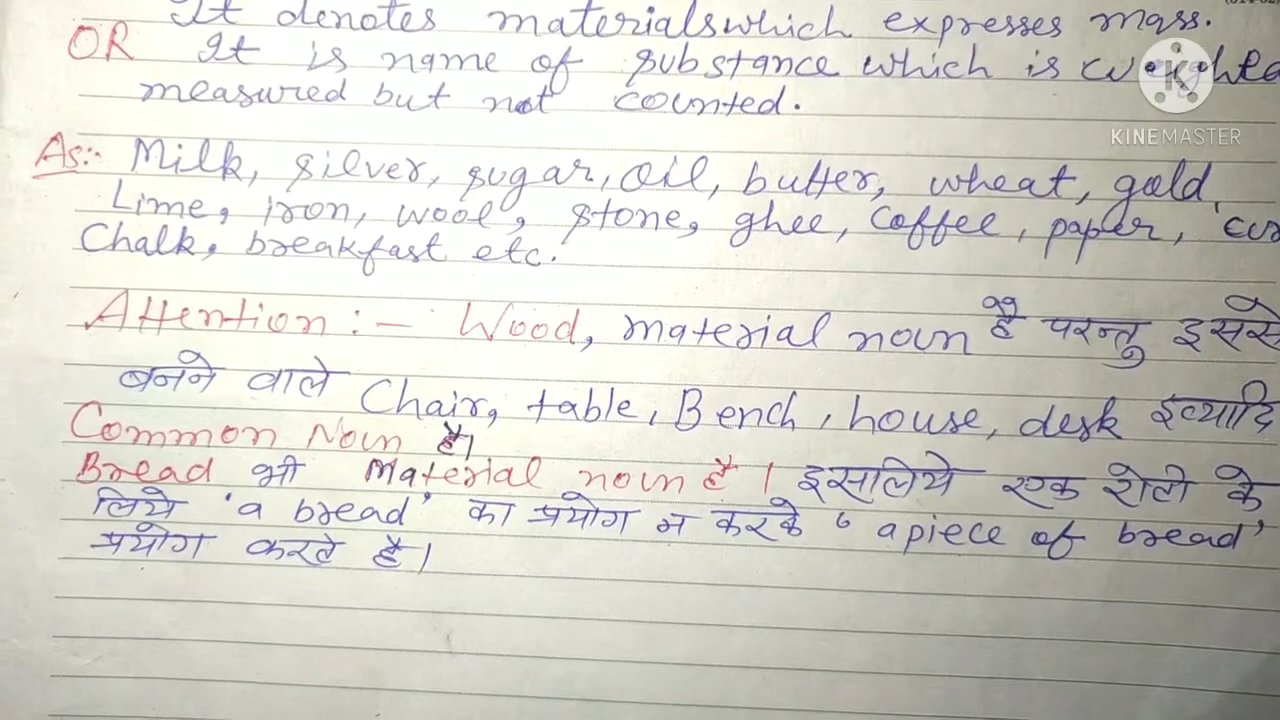 It denotes materials which expresses mass.
OR It is name of substance which is
measured but not counted.
As:- Milk, silver, sugar, oil, butter, wheat, gold,
Lime, iron, wool, stone, ghee, Coffee, paper,
Chalk, breakfast etc.
Attention :- Wood, material noun है परन्तु इससे
बनने वाले Chair, table, Bench, house, desk इत्यादि
Common Noun है।
Bread भी Material noun है। इसलिये एक रोटी के
लिये 'a bread' का प्रयोग न करके 'a piece of bread'
प्रयोग करते है।
KINEMASTER